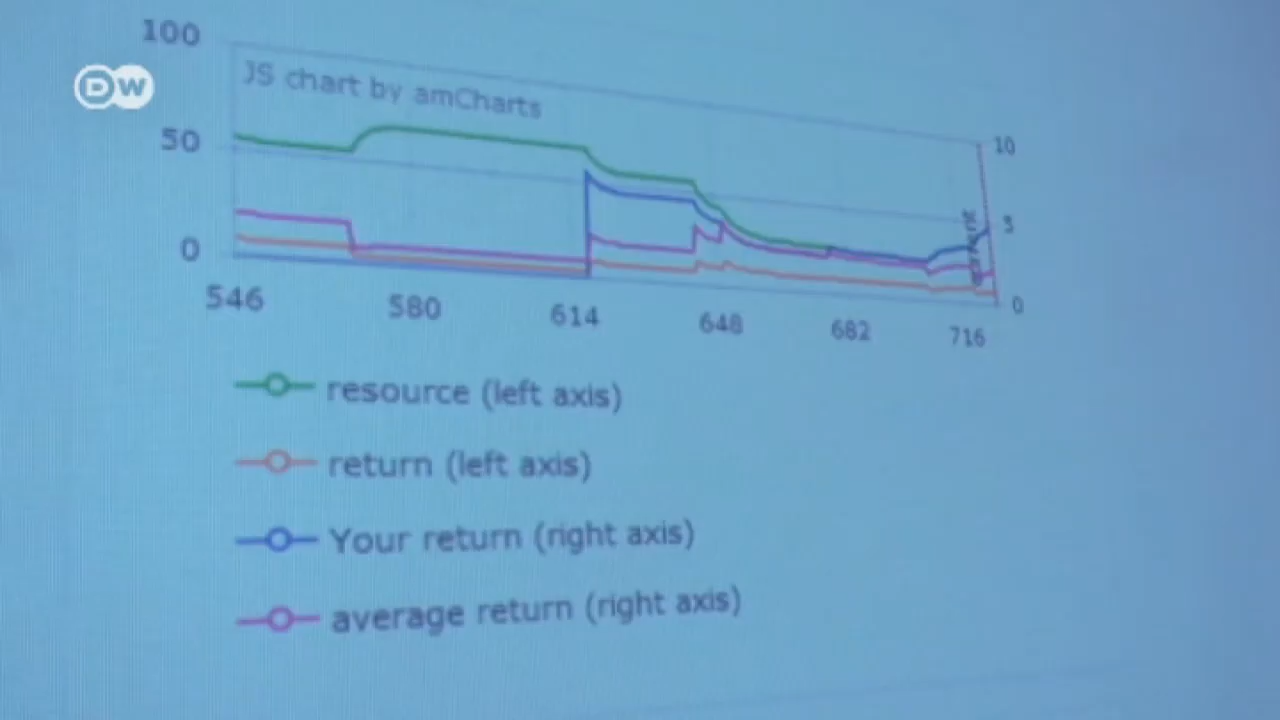 DW
JS chart by amCharts
100
50
0
10
5
0
546 580 614 648 682 716
resource (left axis)
return (left axis)
Your return (right axis)
average return (right axis)